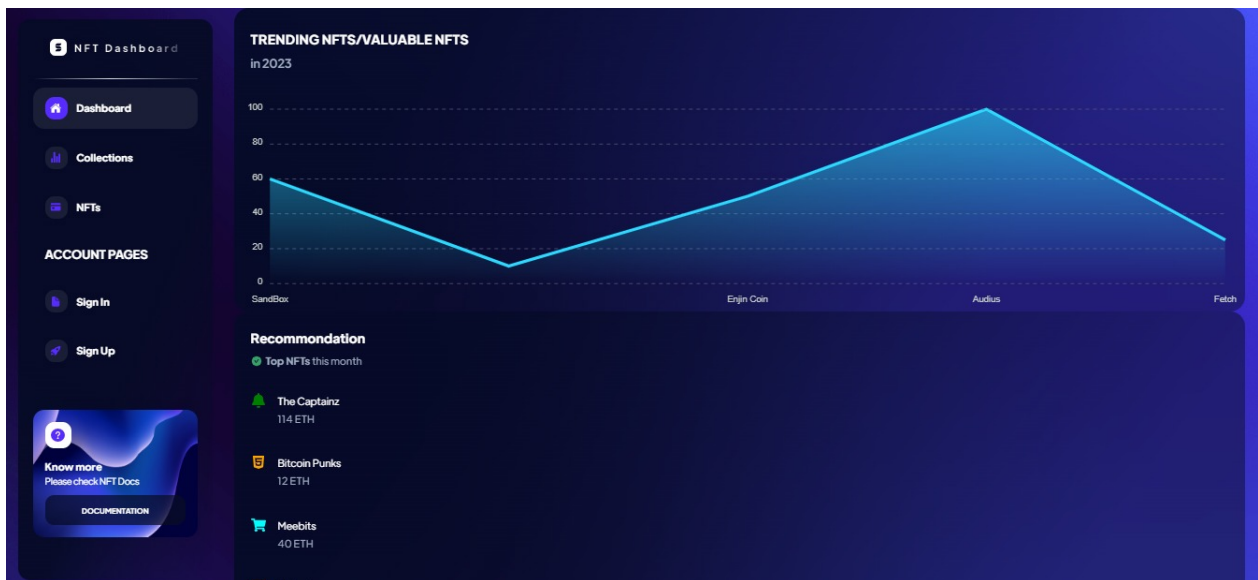 NFT Dashboard
Dashboard
Collections
NFTs
ACCOUNT PAGES
Sign In
Sign Up
Know more
Please check NFT Docs
DOCUMENTATION
TRENDING NFTS/VALUABLE NFTS
in 2023
100
80
60
40
20
0
SandBox Enjin Coin Audius Fetch
Recommondation
Top NFTs this month
The Captainz
114 ETH
Bitcoin Punks
12 ETH
Meebits
40 ETH